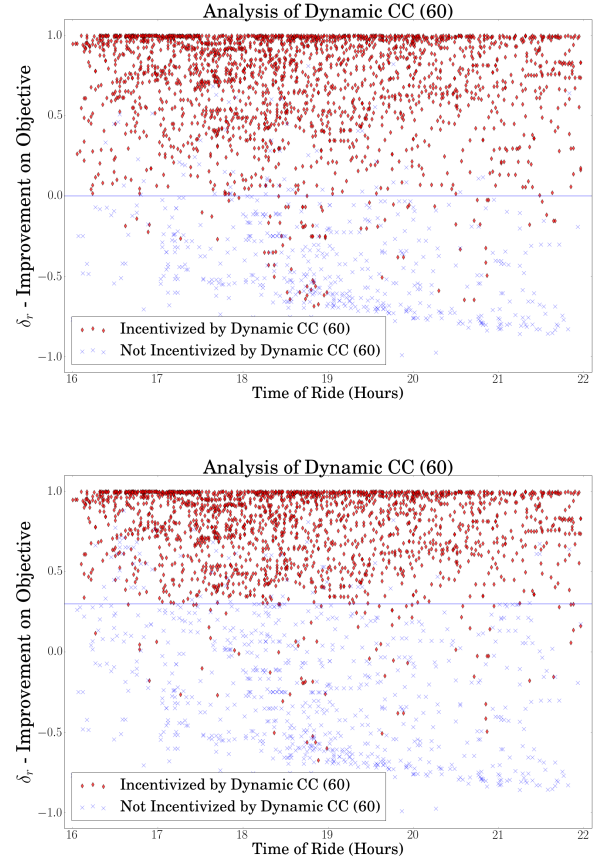 Analysis of Dynamic CC (60)
1.0
0.5
0.0
−0.5
−1.0
δr - Improvement on Objective
Incentivized by Dynamic CC (60)
Not Incentivized by Dynamic CC (60)
16 17 18 19 20 21 22
Time of Ride (Hours)
Analysis of Dynamic CC (60)
1.0
0.5
0.0
−0.5
−1.0
δr - Improvement on Objective
Incentivized by Dynamic CC (60)
Not Incentivized by Dynamic CC (60)
16 17 18 19 20 21 22
Time of Ride (Hours)